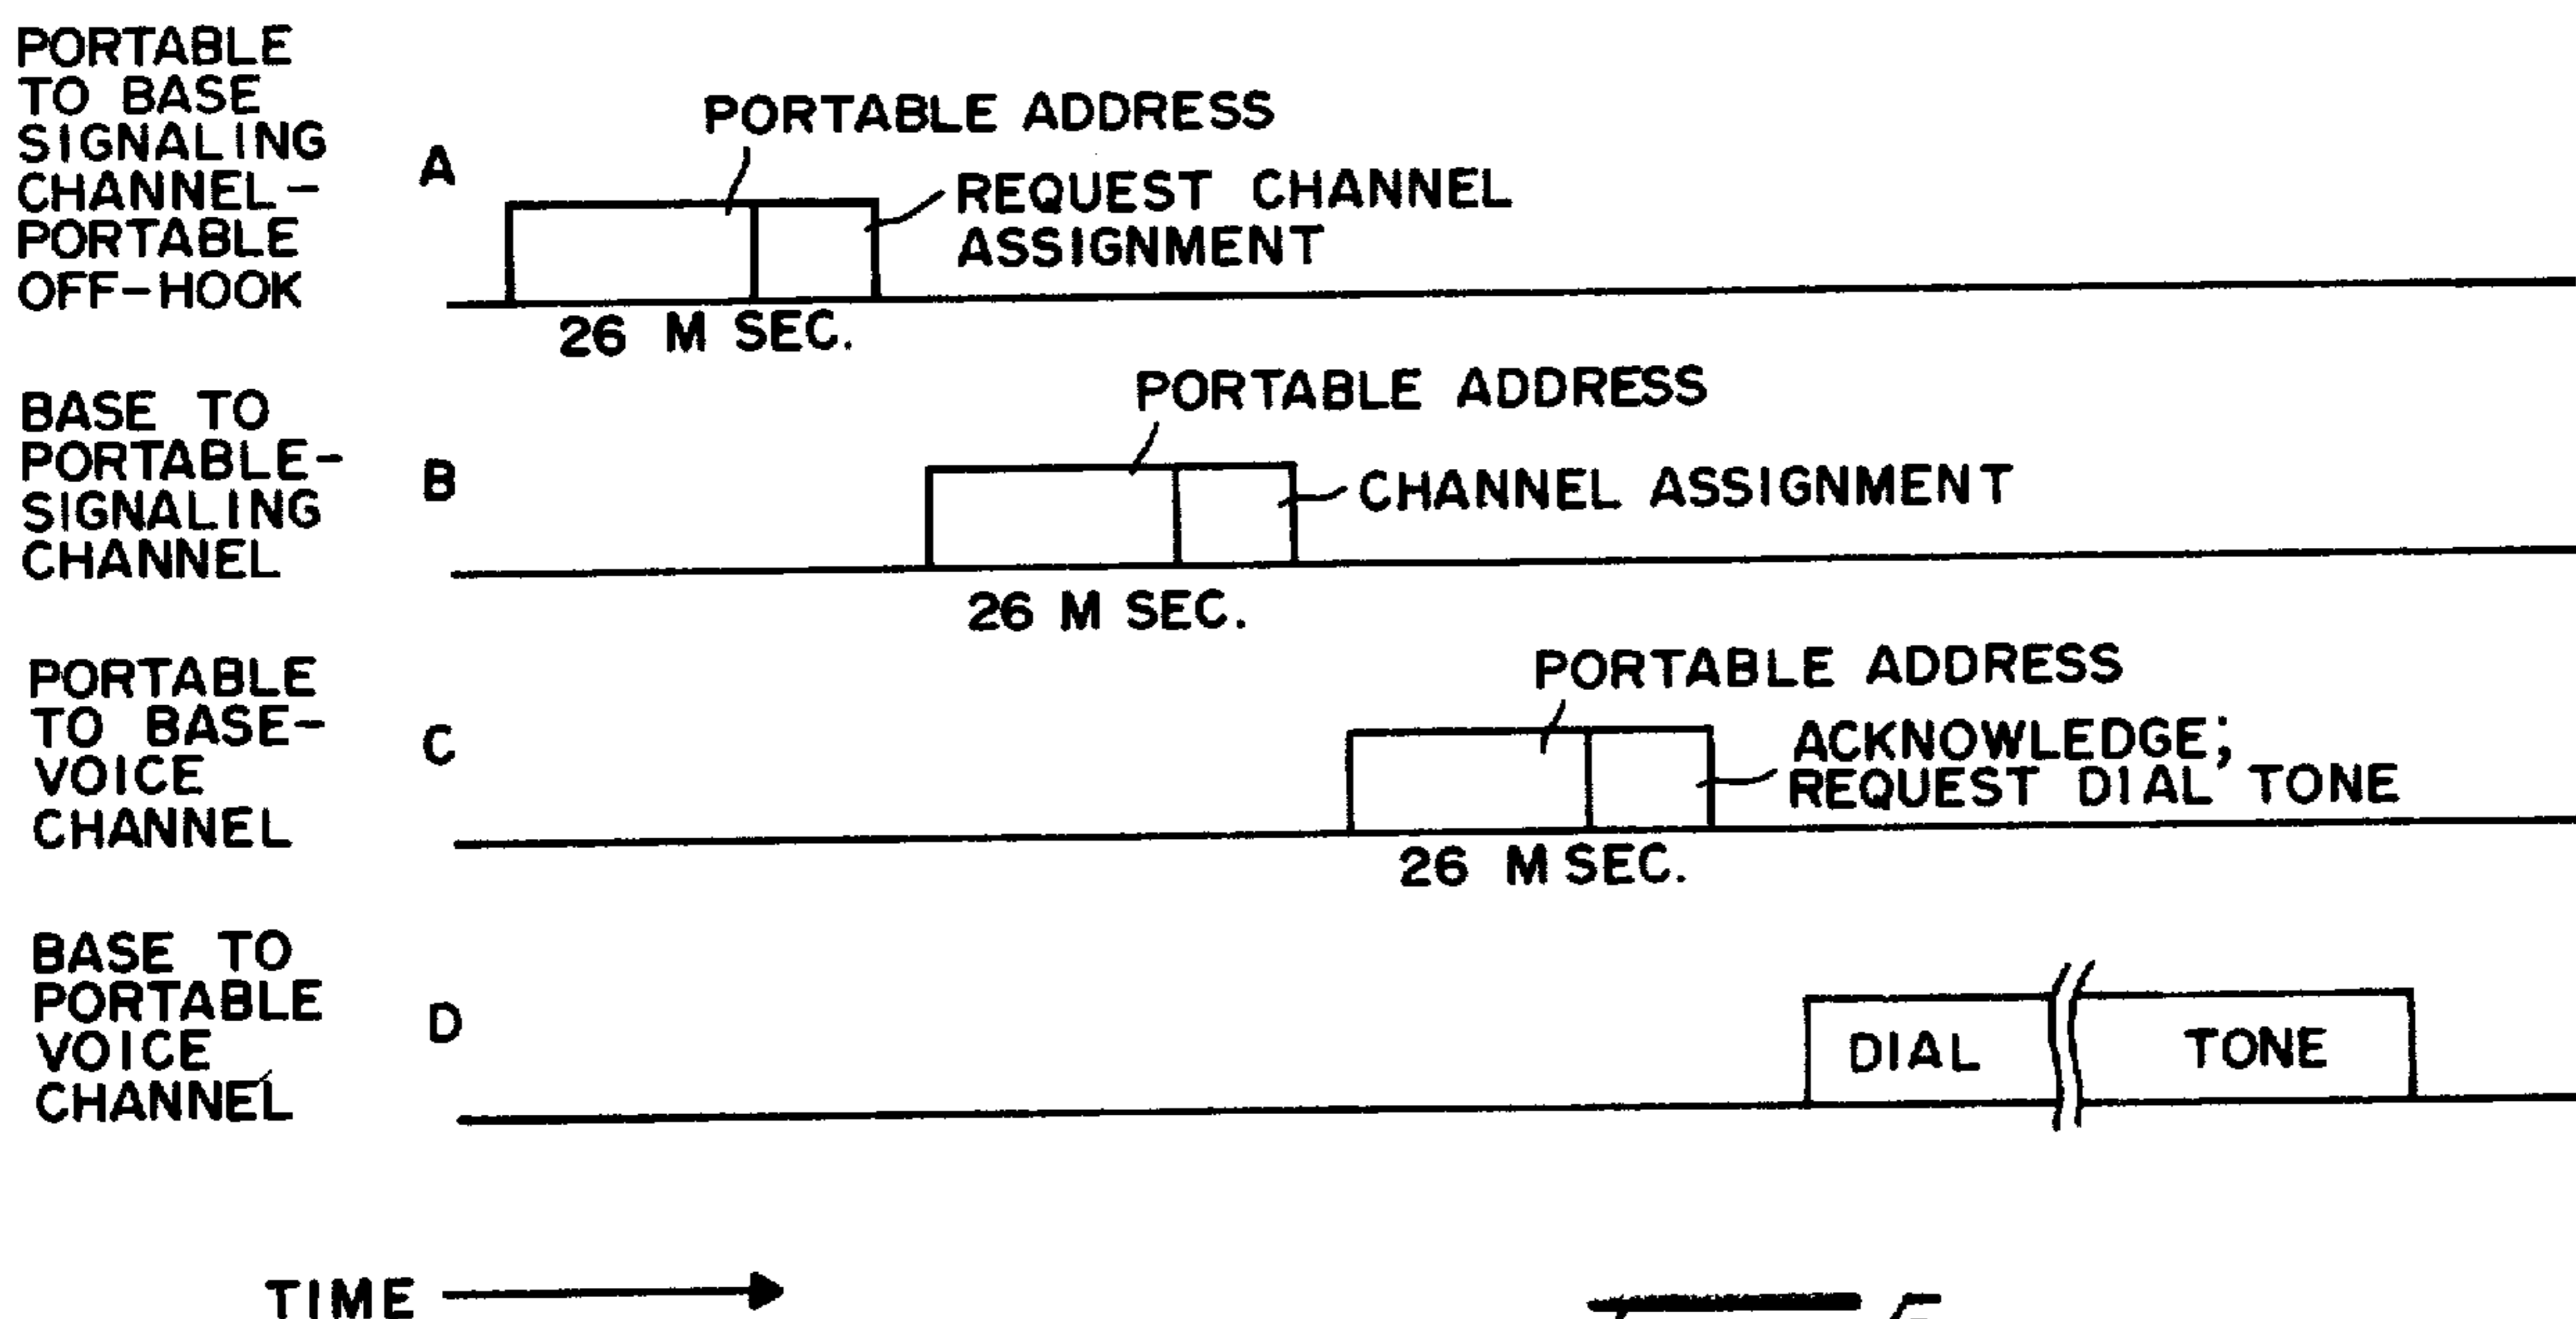 PORTABLE
TO BASE
SIGNALING
CHANNEL-
PORTABLE
OFF-HOOK
A
PORTABLE ADDRESS
REQUEST CHANNEL
ASSIGNMENT
26 M SEC.
BASE TO
PORTABLE-
SIGNALING
CHANNEL
B
PORTABLE ADDRESS
CHANNEL ASSIGNMENT
26 M SEC.
PORTABLE
TO BASE-
VOICE
CHANNEL
C
PORTABLE ADDRESS
ACKNOWLEDGE;
REQUEST DIAL TONE
26 M SEC.
BASE TO
PORTABLE
VOICE
CHANNEL
D
DIAL TONE
TIME